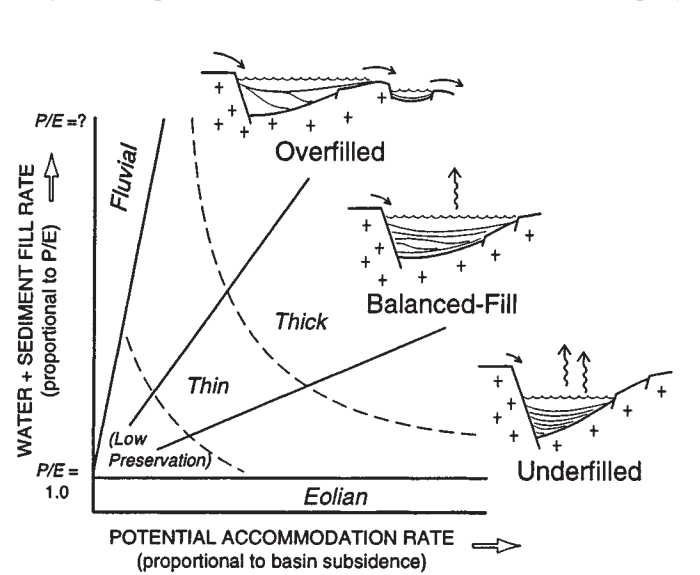 P/E =?
Fluvial
Overfilled
Balanced-Fill
Thick
Thin
(Low
Preservation)
Underfilled
P/E =
1.0
Eolian
WATER + SEDIMENT FILL RATE
(proportional to P/E)
POTENTIAL ACCOMMODATION RATE
(proportional to basin subsidence)